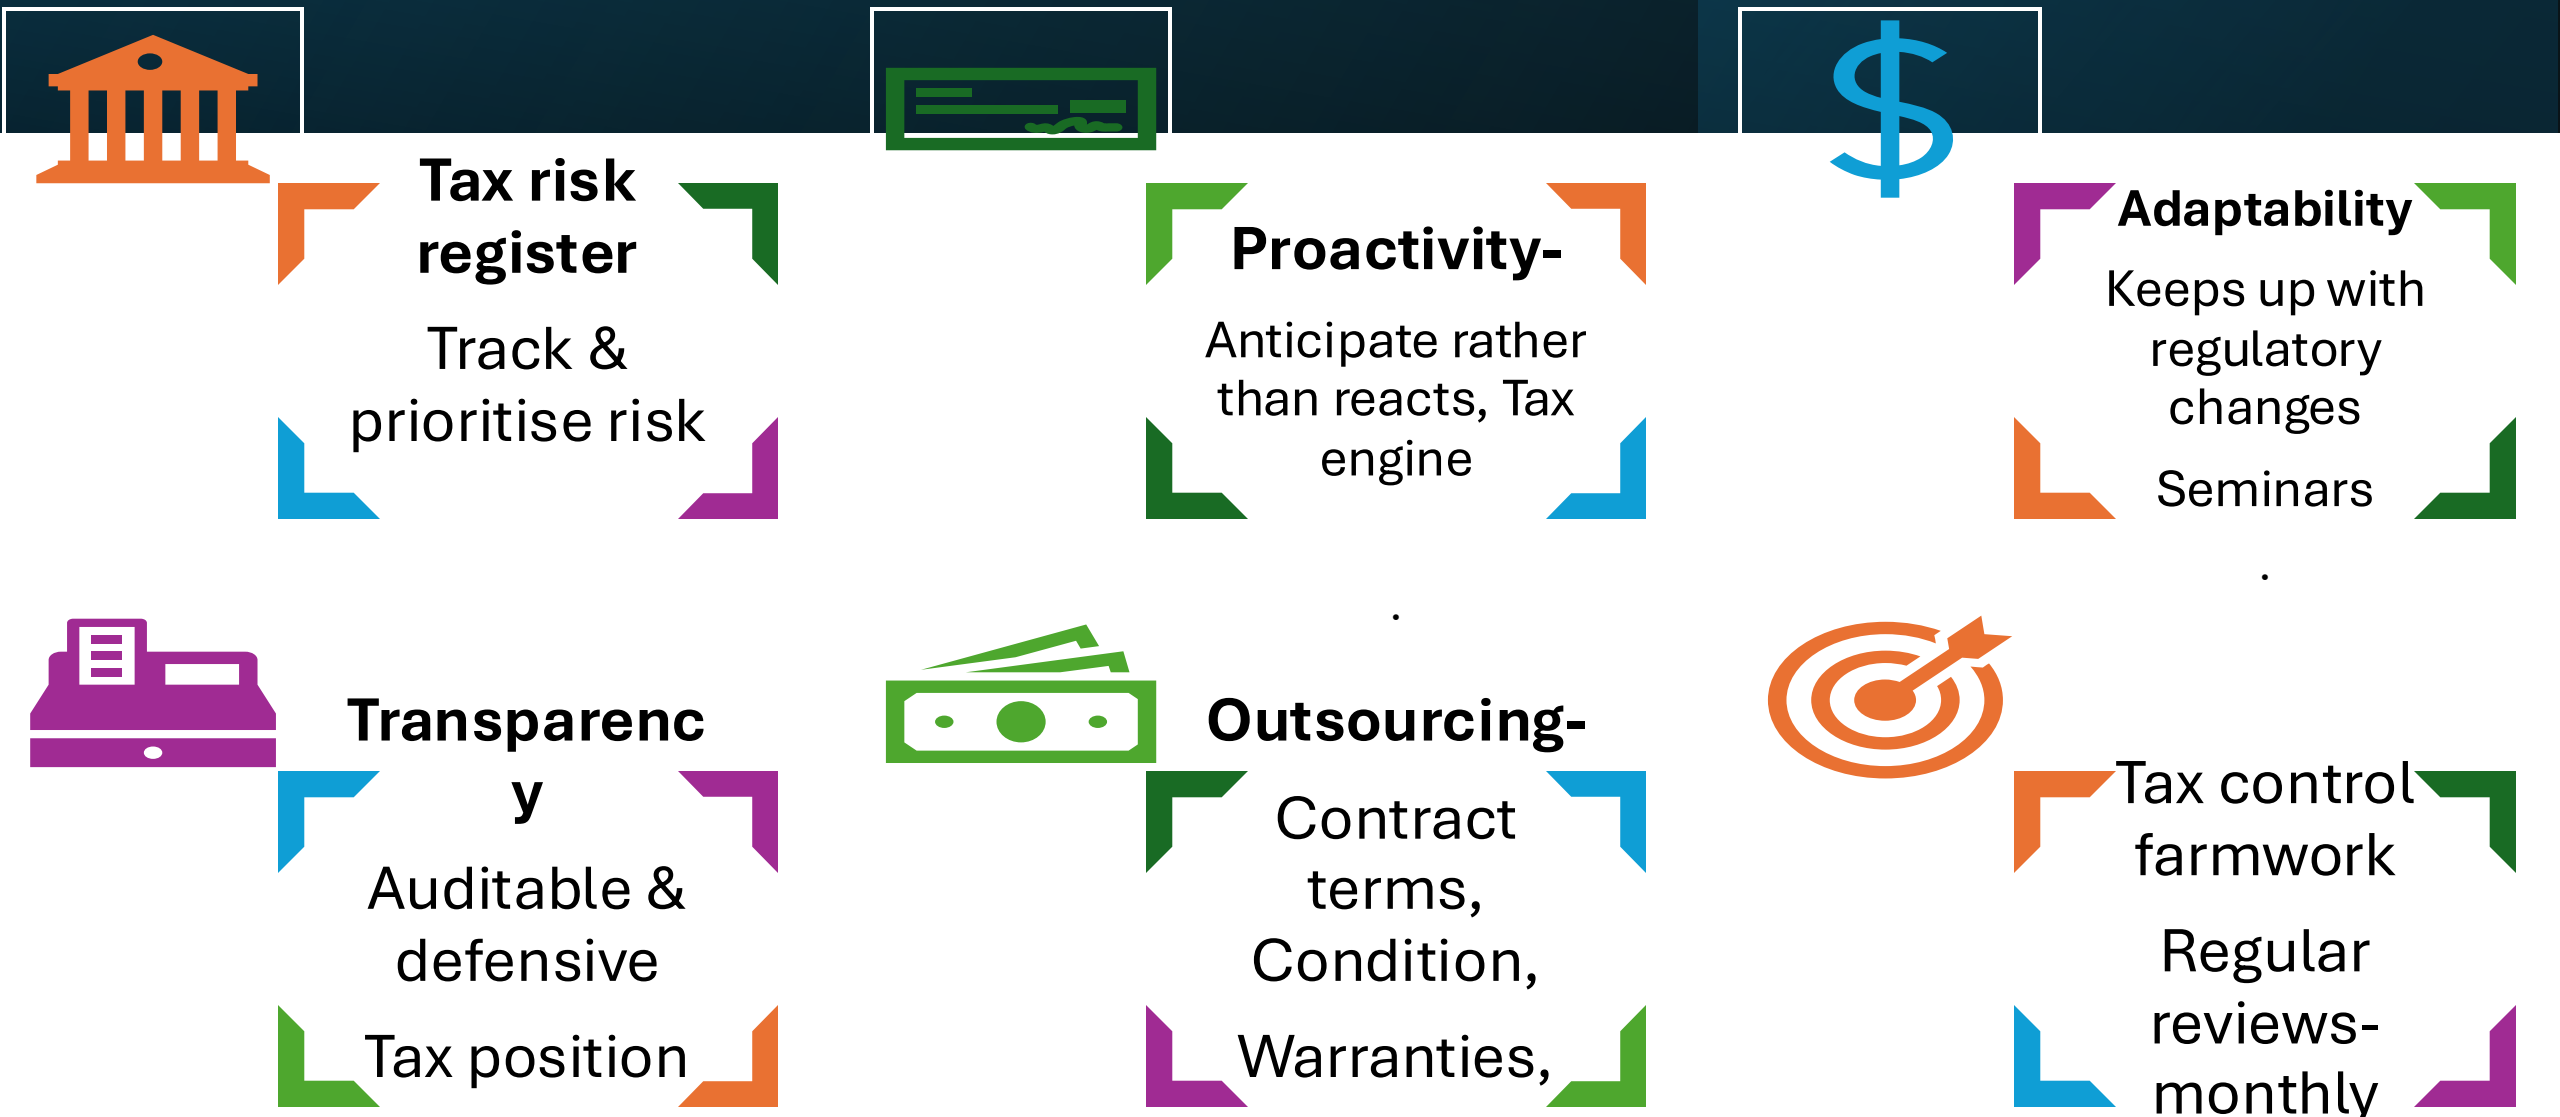 Tax risk
register
Track &
prioritise risk
Proactivity-
Anticipate rather
than reacts, Tax
engine
.
Adaptability
Keeps up with
regulatory
changes
Seminars
.
Transparenc
y
Auditable &
defensive
Tax position
Outsourcing-
Contract
terms,
Condition,
Warranties,
Tax control
farmwork
Regular
reviews-
monthly